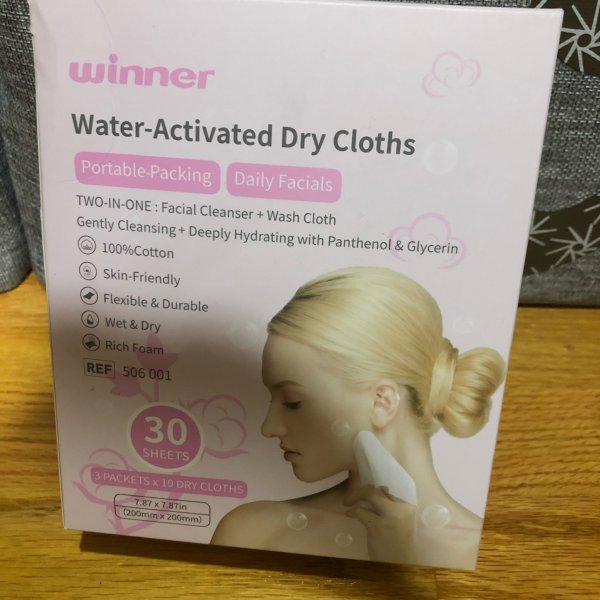 winner
Water-Activated Dry Cloths
Portable-Packing Daily Facials
TWO-IN-ONE : Facial Cleanser + Wash Cloth
Gently Cleansing + Deeply Hydrating with Panthenol & Glycerin
100%Cotton
Skin-Friendly
Flexible & Durable
Wet & Dry
Rich Foam
REF 506 001
30
SHEETS
3 PACKETS x 10 DRY CLOTHS
7.87 x 7.87in
(200mm x 200mm)